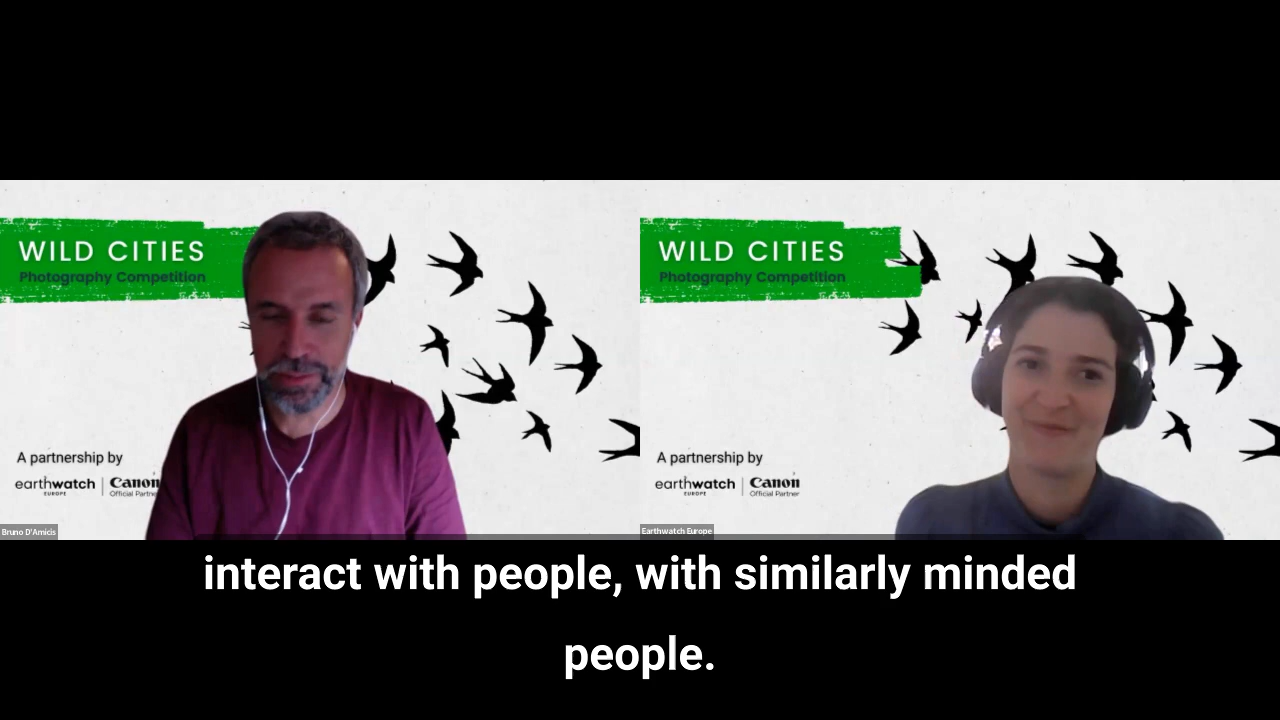 WILD CITIES
Photography Competition
A partnership by
earthwatch
EUROPE
Canon
Official Partne
Bruno D'Amicis
WILD CITIES
Photography Competition
A partnership by
earthwatch
EUROPE
Canon
Official Partner
Earthwatch Europe
interact with people, with similarly minded
people.